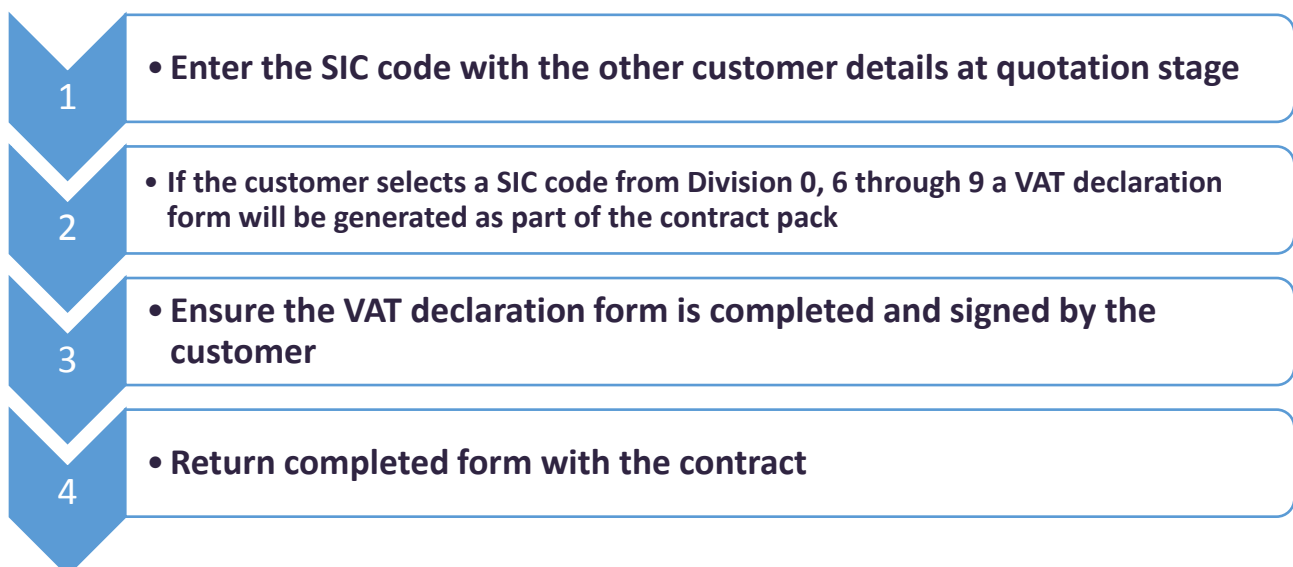 1
• Enter the SIC code with the other customer details at quotation stage
2
• If the customer selects a SIC code from Division 0, 6 through 9 a VAT declaration
form will be generated as part of the contract pack
3
• Ensure the VAT declaration form is completed and signed by the
customer
4
• Return completed form with the contract